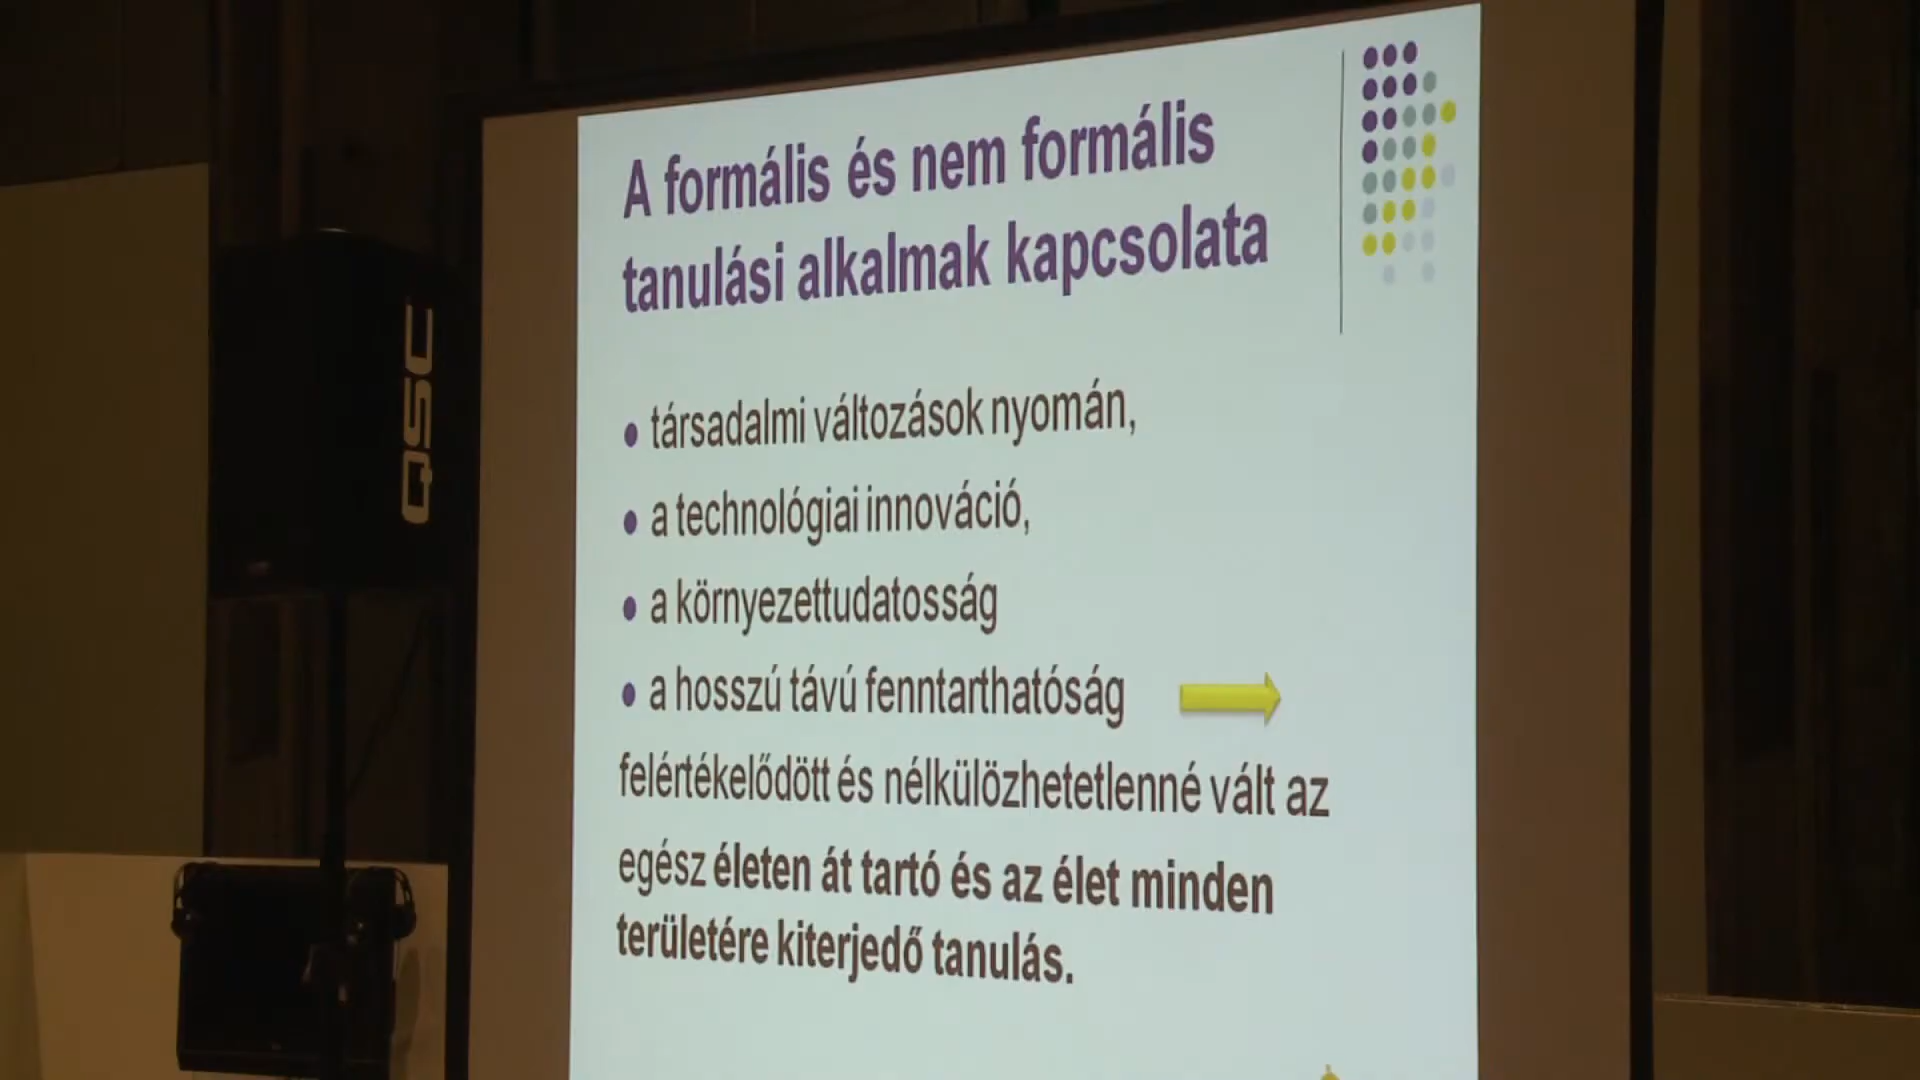 A formális és nem formális
tanulási alkalmak kapcsolata
• társadalmi változások nyomán,
• a technológiai innováció,
• a környezettudatosság
• a hosszú távú fenntarthatóság
felértékelődött és nélkülözhetetlenné vált az
egész életen át tartó és az élet minden
területére kiterjedő tanulás.
QSC